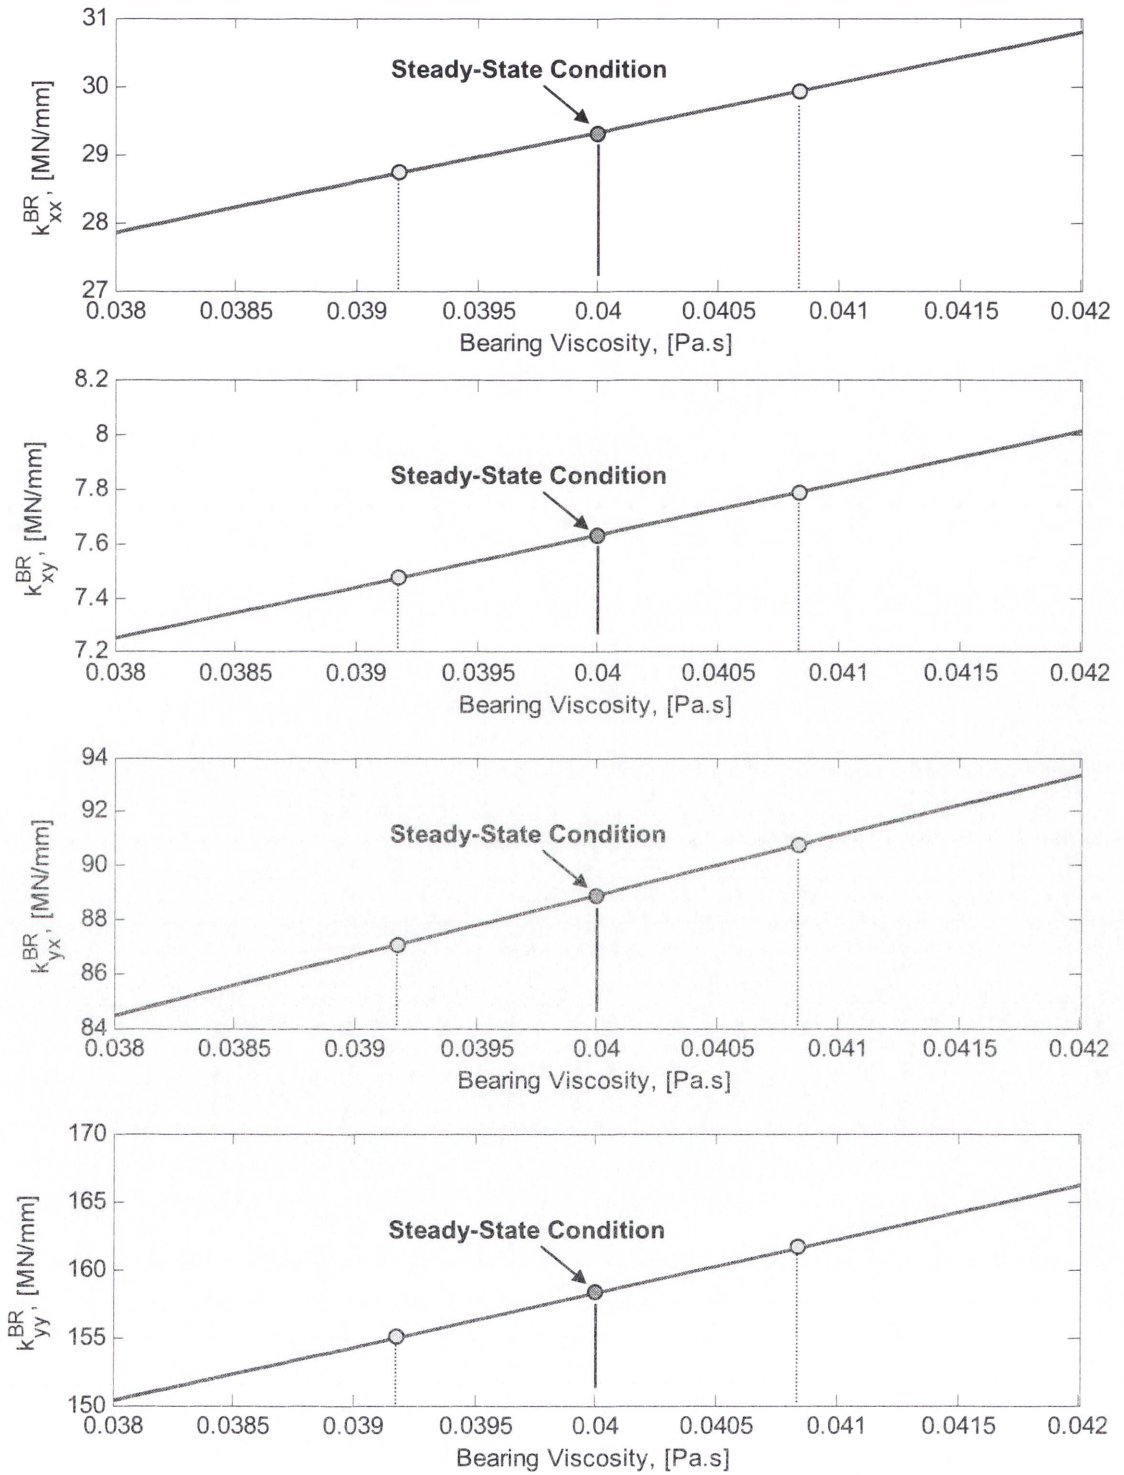 31
30
29
28
27
k_xx^BR, [MN/mm]
Steady-State Condition
0.038 0.0385 0.039 0.0395 0.04 0.0405 0.041 0.0415 0.042
Bearing Viscosity, [Pa.s]
8.2
8
7.8
7.6
7.4
7.2
k_xy^BR, [MN/mm]
Steady-State Condition
0.038 0.0385 0.039 0.0395 0.04 0.0405 0.041 0.0415 0.042
Bearing Viscosity, [Pa.s]
94
92
90
88
86
84
k_yx^BR, [MN/mm]
Steady-State Condition
0.038 0.0385 0.039 0.0395 0.04 0.0405 0.041 0.0415 0.042
Bearing Viscosity, [Pa.s]
170
165
160
155
150
k_yy^BR, [MN/mm]
Steady-State Condition
0.038 0.0385 0.039 0.0395 0.04 0.0405 0.041 0.0415 0.042
Bearing Viscosity, [Pa.s]